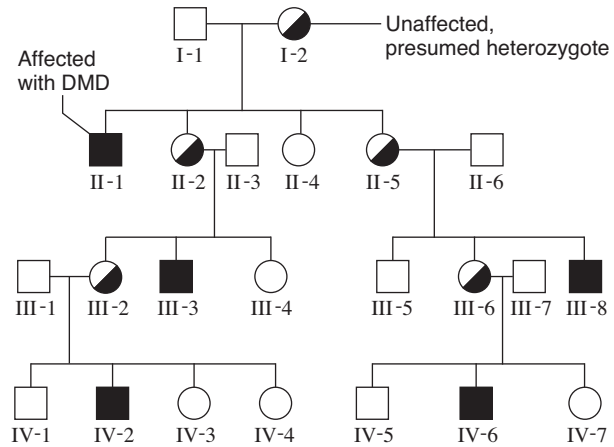 Unaffected,
presumed heterozygote
I-1 I-2
Affected
with DMD
II-1 II-2 II-3 II-4 II-5 II-6
III-1 III-2 III-3 III-4 III-5 III-6 III-7 III-8
IV-1 IV-2 IV-3 IV-4 IV-5 IV-6 IV-7